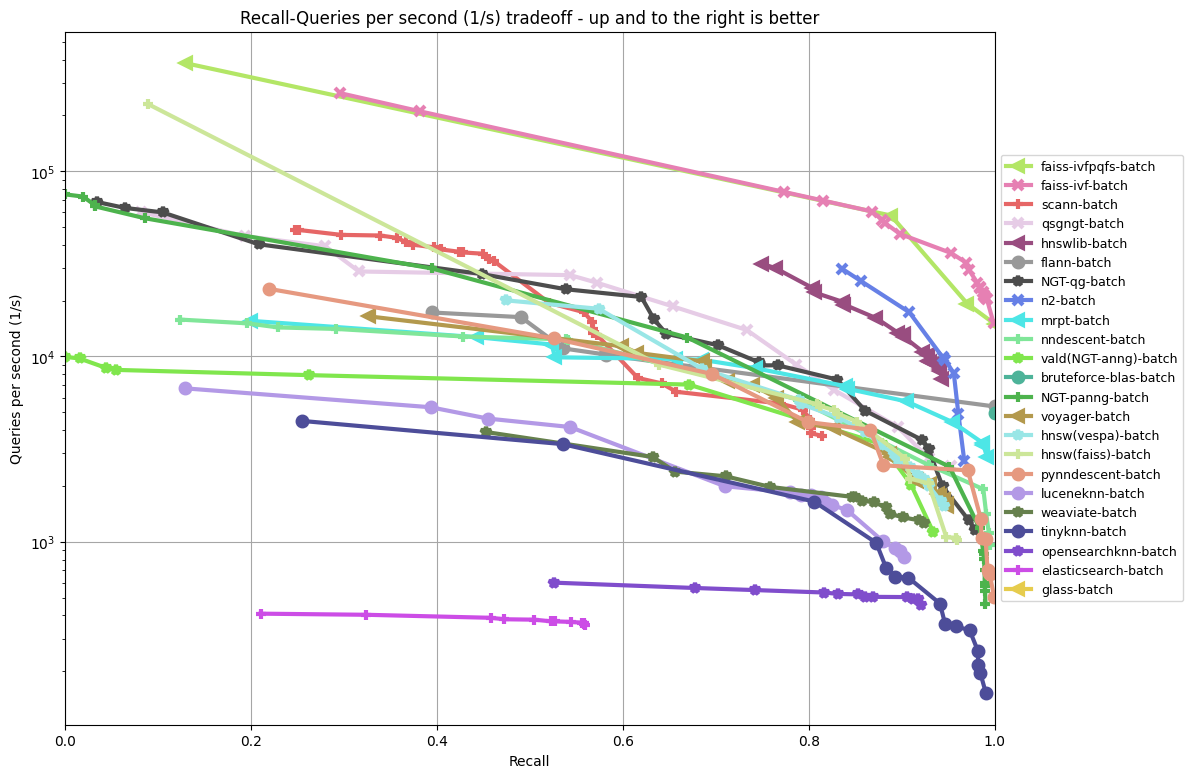 Recall-Queries per second (1/s) tradeoff - up and to the right is better
Queries per second (1/s)
10^5
10^4
10^3
0.0 0.2 0.4 0.6 0.8 1.0
Recall
faiss-ivfpqfs-batch
faiss-ivf-batch
scann-batch
qsgngt-batch
hnswlib-batch
flann-batch
NGT-qg-batch
n2-batch
mrpt-batch
nndescent-batch
vald(NGT-anng)-batch
bruteforce-blas-batch
NGT-panng-batch
voyager-batch
hnsw(vespa)-batch
hnsw(faiss)-batch
pynndescent-batch
luceneknn-batch
weaviate-batch
tinyknn-batch
opensearchknn-batch
elasticsearch-batch
glass-batch